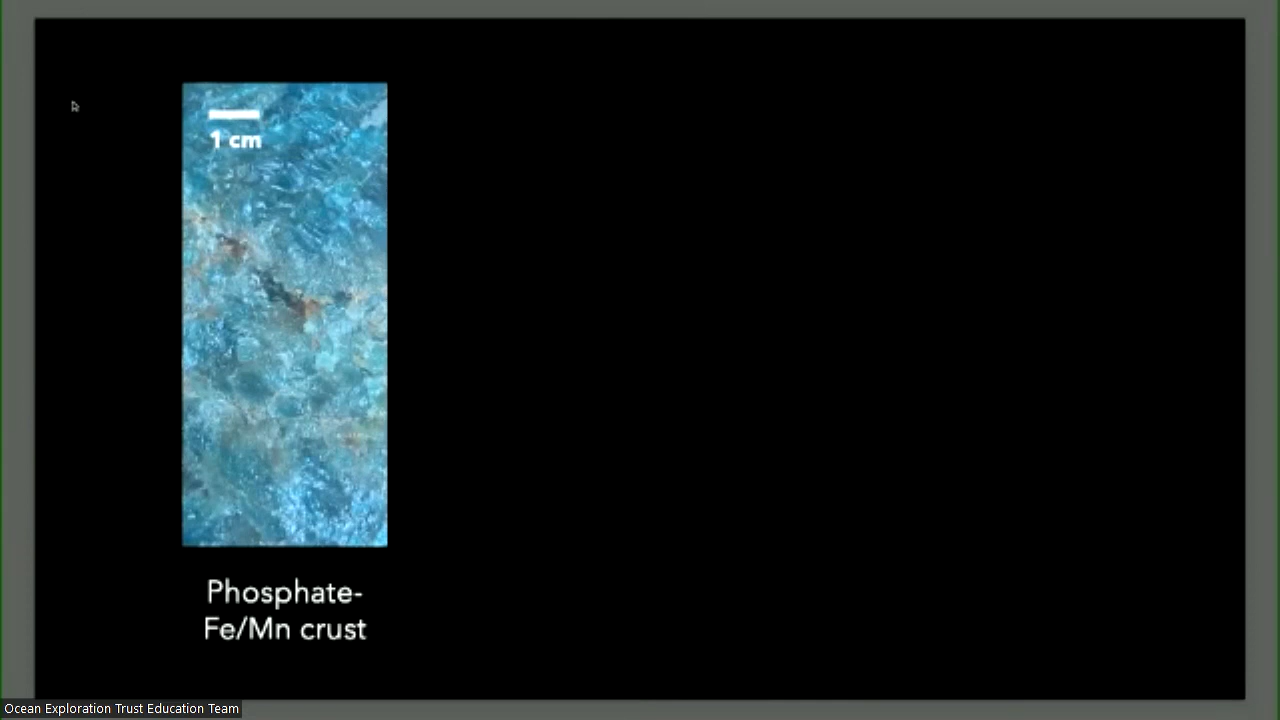 1 cm
Phosphate-
Fe/Mn crust
Ocean Exploration Trust Education Team